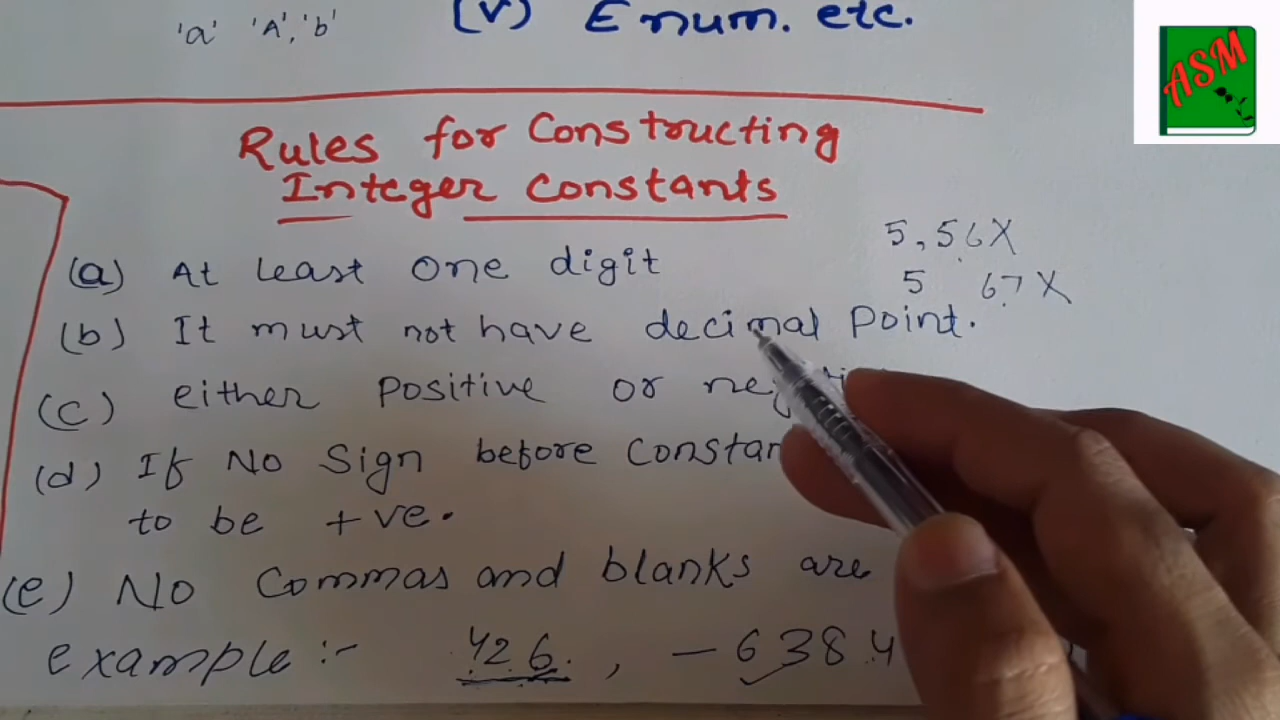 'a' 'A', 'b' (V) Enum. etc.
ASM
Rules for Constructing
Integer Constants
5,56X
(a) At least one digit
5 67X
(b) It must not have decimal point.
(c) either positive or
(d) If No Sign before
to be +ve.
(e) No Commas and blanks are
example :- 426, -6384